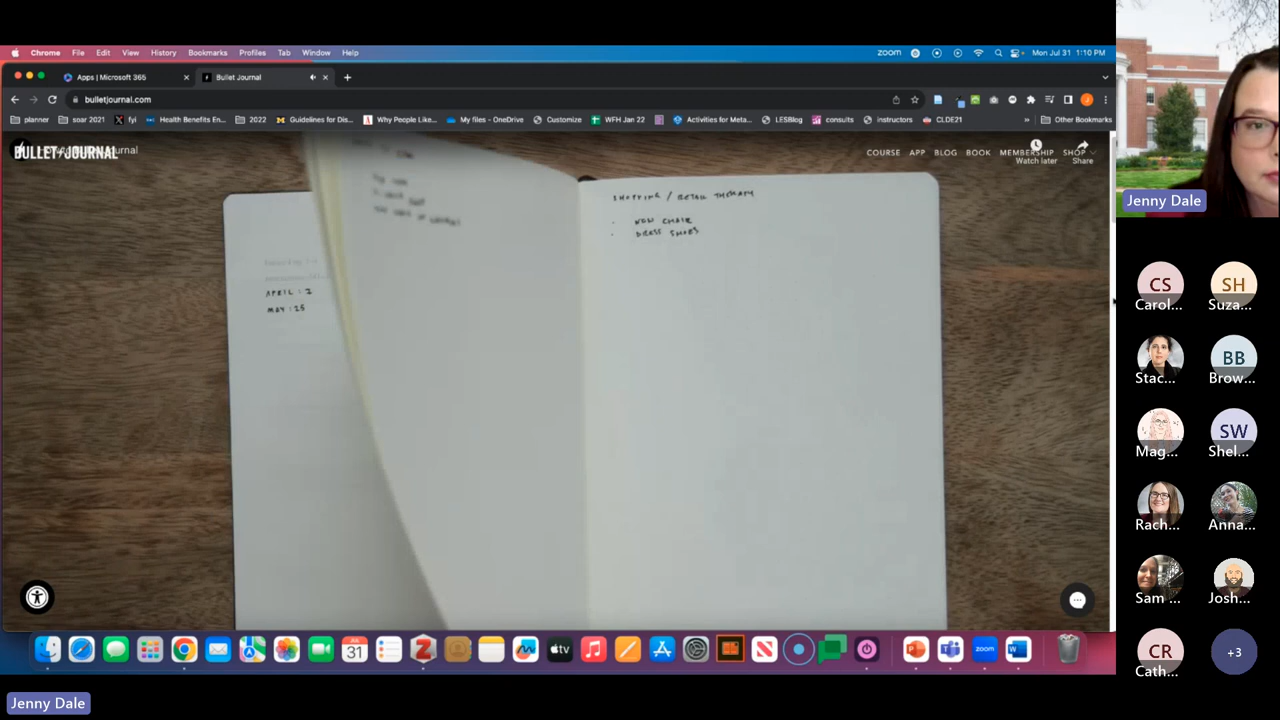 Chrome File Edit View History Bookmarks Profiles Tab Window Help
zoom Mon Jul 31 1:10 PM
Apps | Microsoft 365
Bullet Journal
bulletjournal.com
planner soar 2021 fyi Health Benefits En... 2022 Guidelines for Dis... Why People Like... My files - OneDrive Customize WFH Jan 22 Activities for Meta... LESBlog consults instructors CLDE21 » Other Bookmarks
BULLET JOURNAL
Journal
COURSE APP BLOG BOOK MEMBERSHIP SHOP
Watch later Share
SHOPPING / RETAIL THERAPY
· NEW CHAIR
· DRESS SHOES
APRIL : 2
MAY : 25
JUL
31
tv
zoom
Jenny Dale
CS
Carol...
SH
Suza...
Stac...
BB
Brow...
Mag...
SW
Shel...
Rach...
Anna...
Sam ...
Josh...
CR
Cath...
+3
Jenny Dale